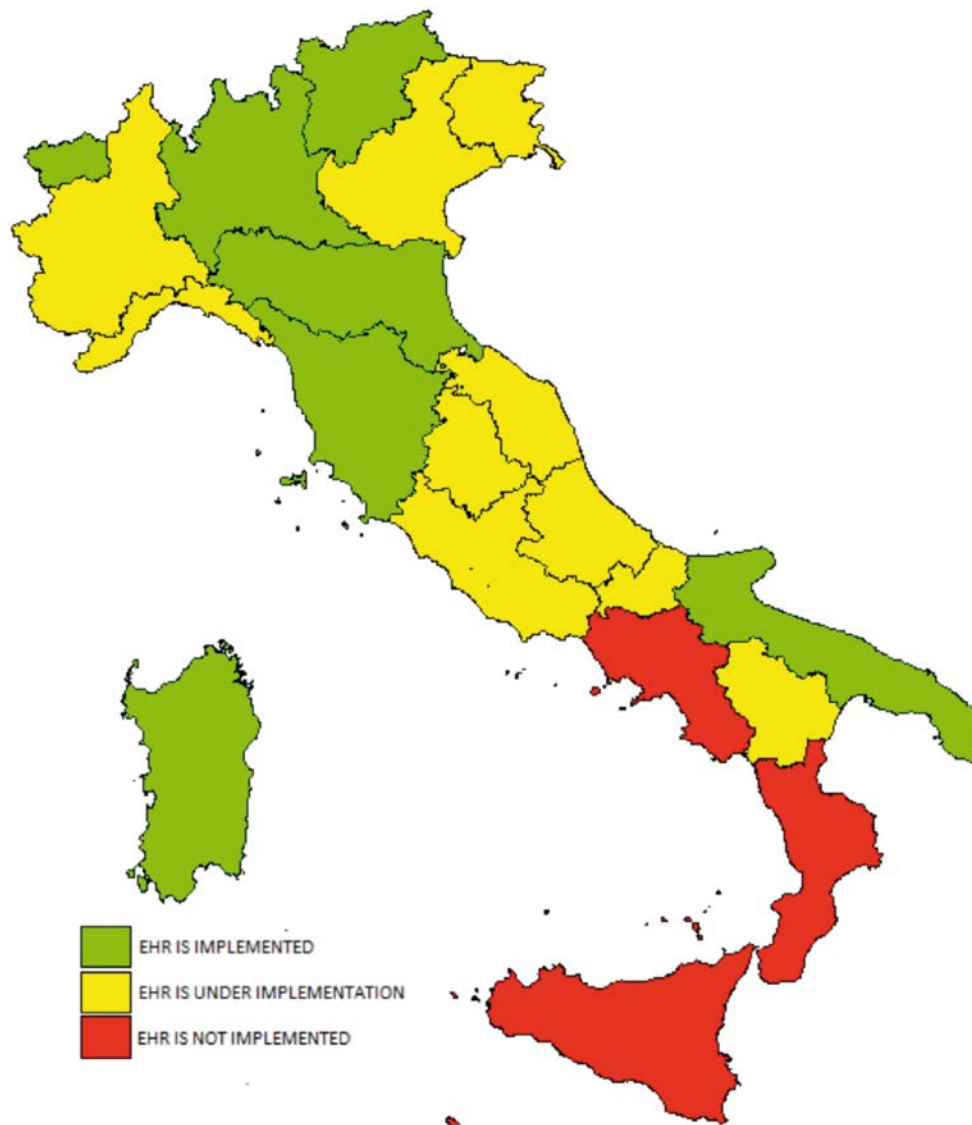 EHR IS IMPLEMENTED
EHR IS UNDER IMPLEMENTATION
EHR IS NOT IMPLEMENTED